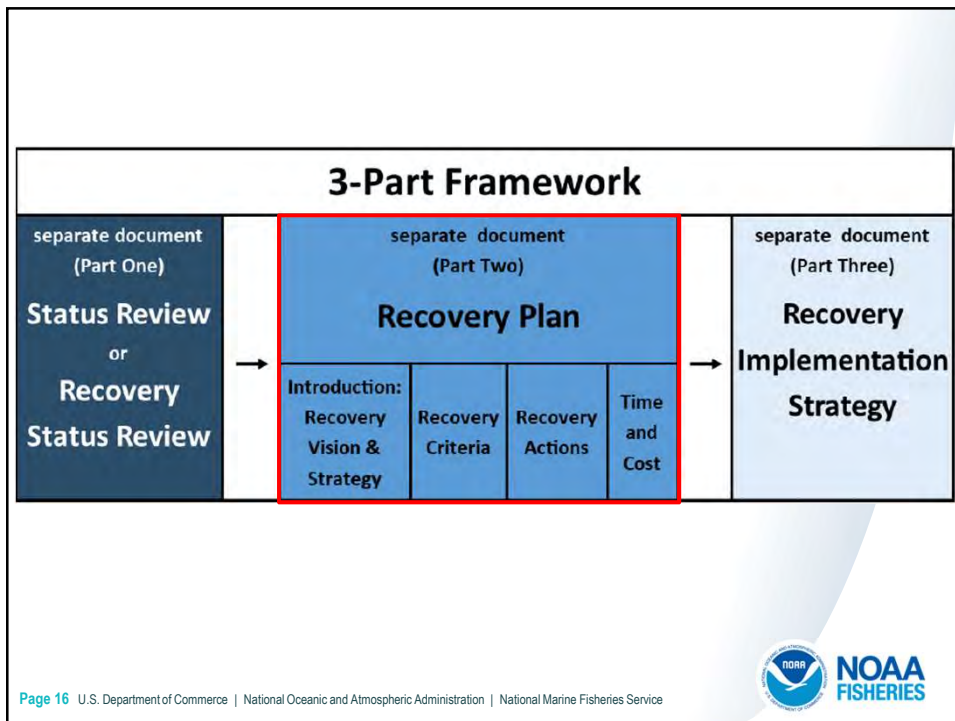 3-Part Framework
separate document
(Part One)
Status Review
or
Recovery
Status Review
→
separate document
(Part Two)
Recovery Plan
Introduction:
Recovery
Vision &
Strategy
Recovery
Criteria
Recovery
Actions
Time
and
Cost
→
separate document
(Part Three)
Recovery
Implementation
Strategy
Page 16 U.S. Department of Commerce | National Oceanic and Atmospheric Administration | National Marine Fisheries Service
NOAA
NOAA
FISHERIES